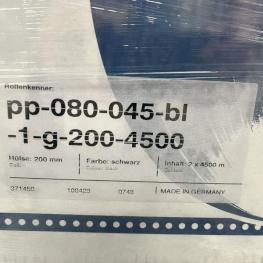 Rollenkenner:
pp-080-045-bl
-1-g-200-4500
Hülse: 200 mm Farbe: schwarz Inhalt: 2 x 4500 m
271450 100423 0743 MADE IN GERMANY